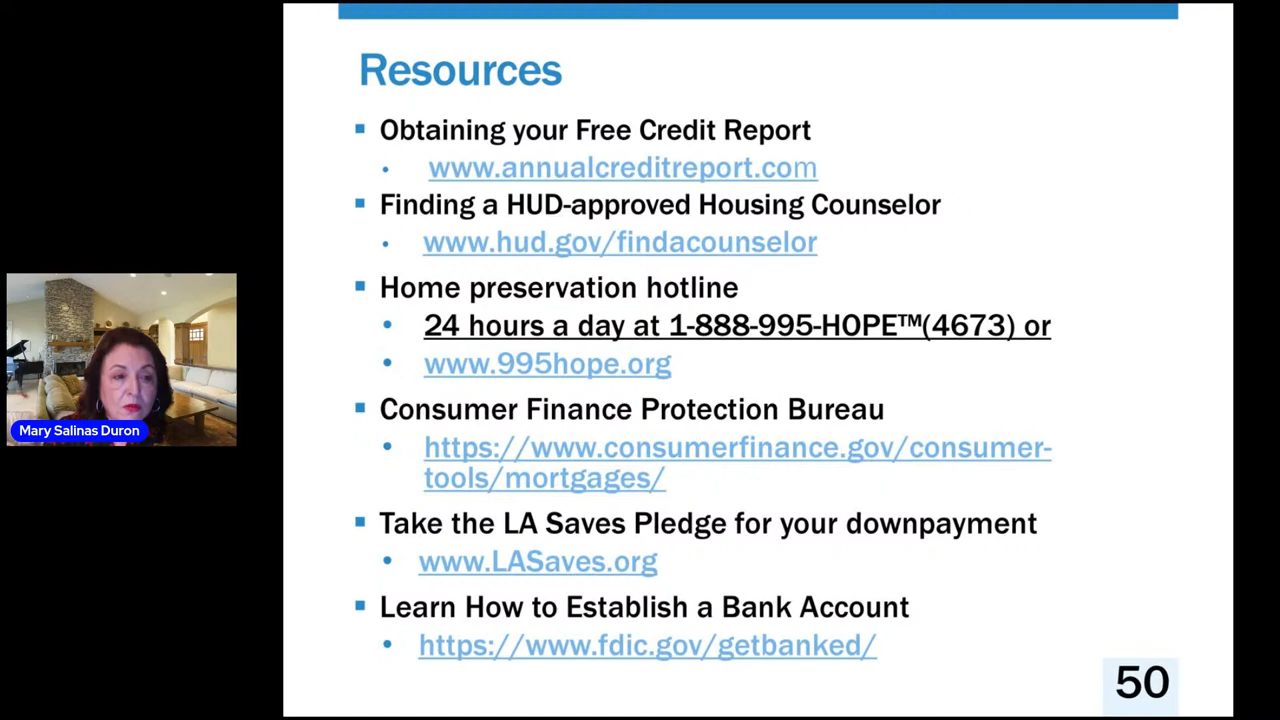 Resources
Obtaining your Free Credit Report
www.annualcreditreport.com
Finding a HUD-approved Housing Counselor
www.hud.gov/findacounselor
Home preservation hotline
24 hours a day at 1-888-995-HOPE™(4673) or
www.995hope.org
Consumer Finance Protection Bureau
https://www.consumerfinance.gov/consumer-
tools/mortgages/
Take the LA Saves Pledge for your downpayment
www.LASaves.org
Learn How to Establish a Bank Account
https://www.fdic.gov/getbanked/
50
Mary Salinas Duron